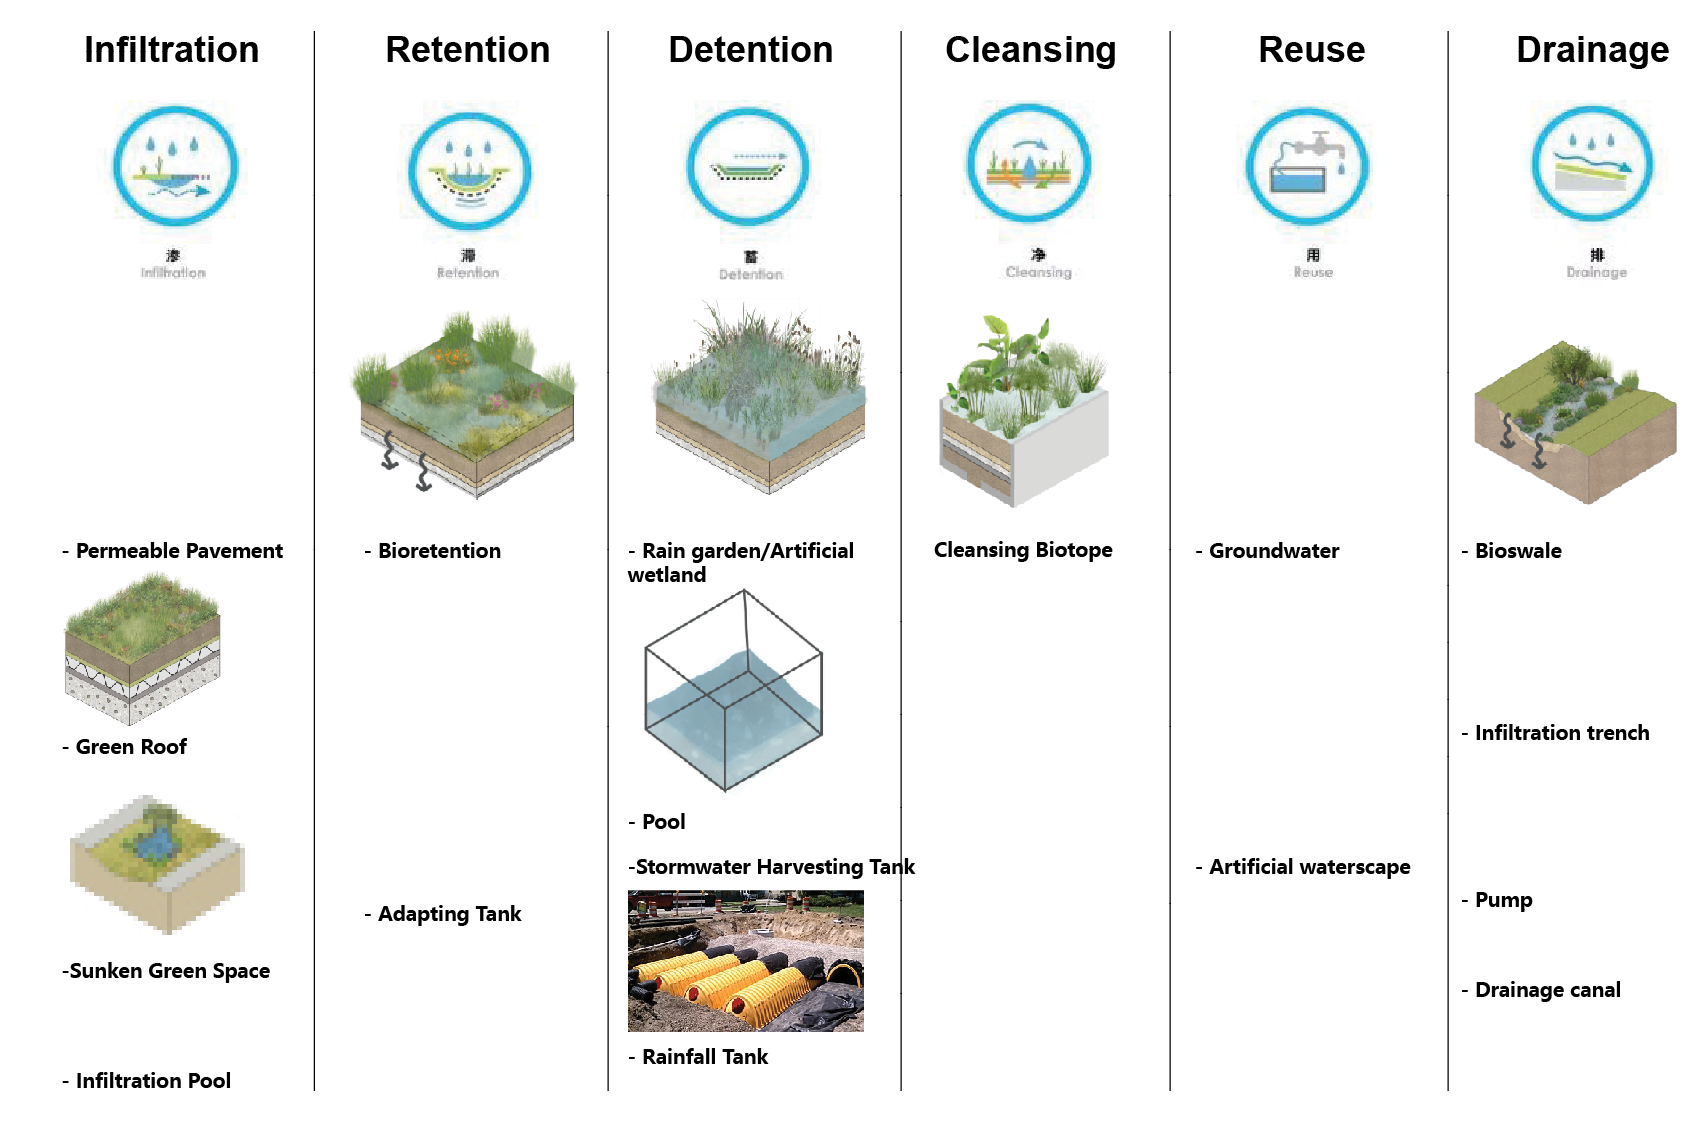 Infiltration
Retention
Detention
Cleansing
Reuse
Drainage
渗
Infiltration
滞
Retention
蓄
Detention
净
Cleansing
用
Reuse
排
Drainage
- Permeable Pavement
- Green Roof
-Sunken Green Space
- Infiltration Pool
- Bioretention
- Adapting Tank
- Rain garden/Artificial
wetland
- Pool
-Stormwater Harvesting Tank
- Rainfall Tank
Cleansing Biotope
- Groundwater
- Artificial waterscape
- Bioswale
- Infiltration trench
- Pump
- Drainage canal